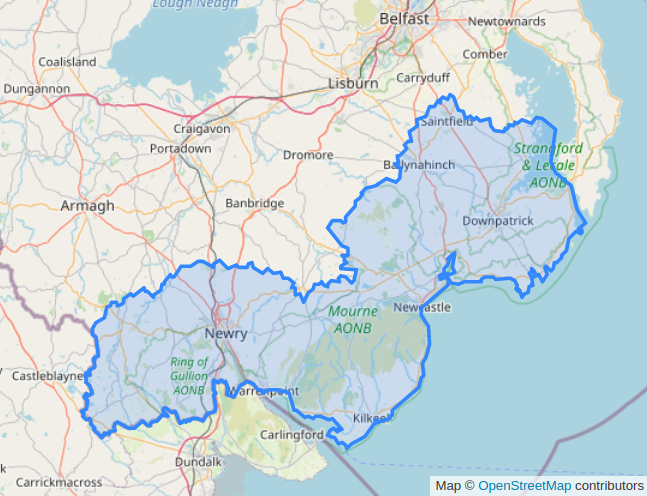 Lough Neagh
Belfast
Newtownards
Coalisland
Comber
Carryduff
Lisburn
Dungannon
Saintfield
Craigavon
Portadown
Strangford
& Lecale
AONB
Dromore
Ballynahinch
Armagh
Banbridge
Downpatrick
Newcastle
Mourne
AONB
Newry
Ring of
Gullion
AONB
Castleblayney
Warrenpoint
Kilkeel
Carlingford
Dundalk
Carrickmacross
Map © OpenStreetMap contributors